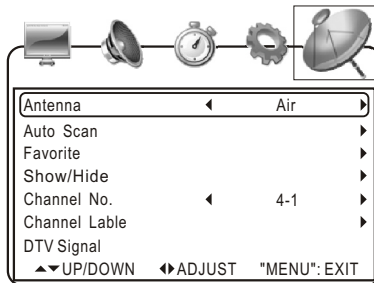 Antenna ◀ Air ▶
Auto Scan ▶
Favorite ▶
Show/Hide ▶
Channel No. ◀ 4-1 ▶
Channel Lable ▶
DTV Signal
▲▼UP/DOWN ◀▶ADJUST "MENU": EXIT